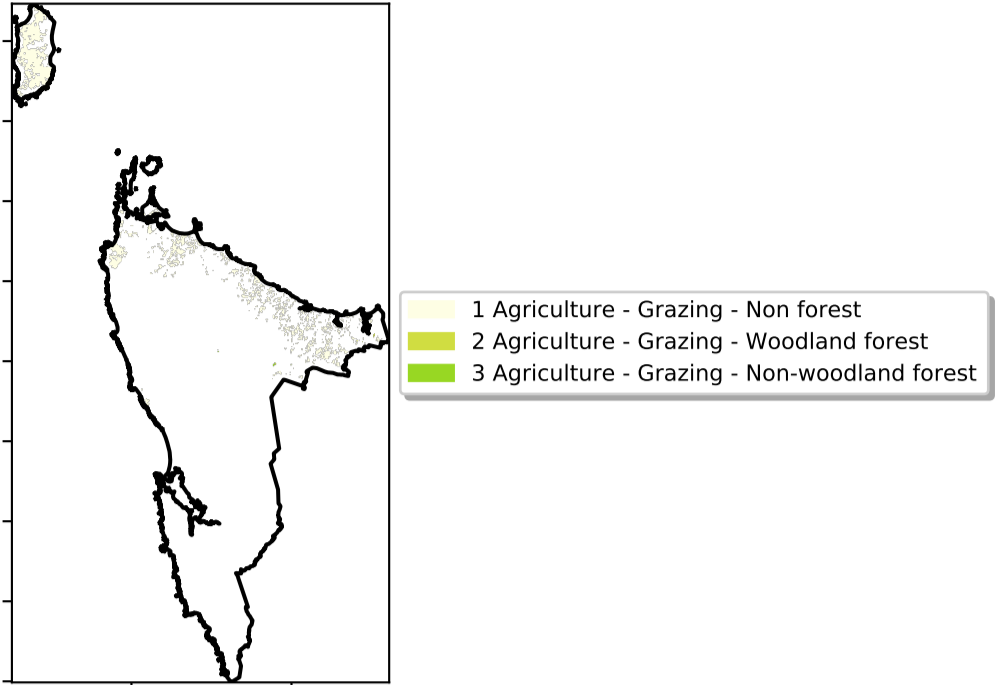 1 Agriculture - Grazing - Non forest
2 Agriculture - Grazing - Woodland forest
3 Agriculture - Grazing - Non-woodland forest